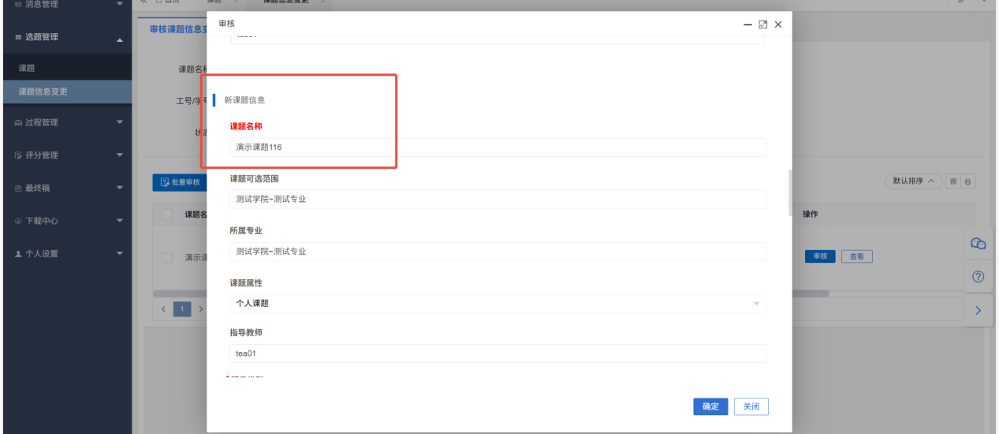 消息管理
首页
课题
课题信息变更
选题管理
课题
课题信息变更
过程管理
评分管理
最终稿
下载中心
个人设置
审核课题信息变
课题名称
工号/学号
状态
批量审核
默认排序
课题名
操作
演示课
审核
查看
1
审核
新课题信息
课题名称
演示课题116
课题可选范围
测试学院~测试专业
所属专业
测试学院~测试专业
课题属性
个人课题
指导教师
tea01
确定
关闭